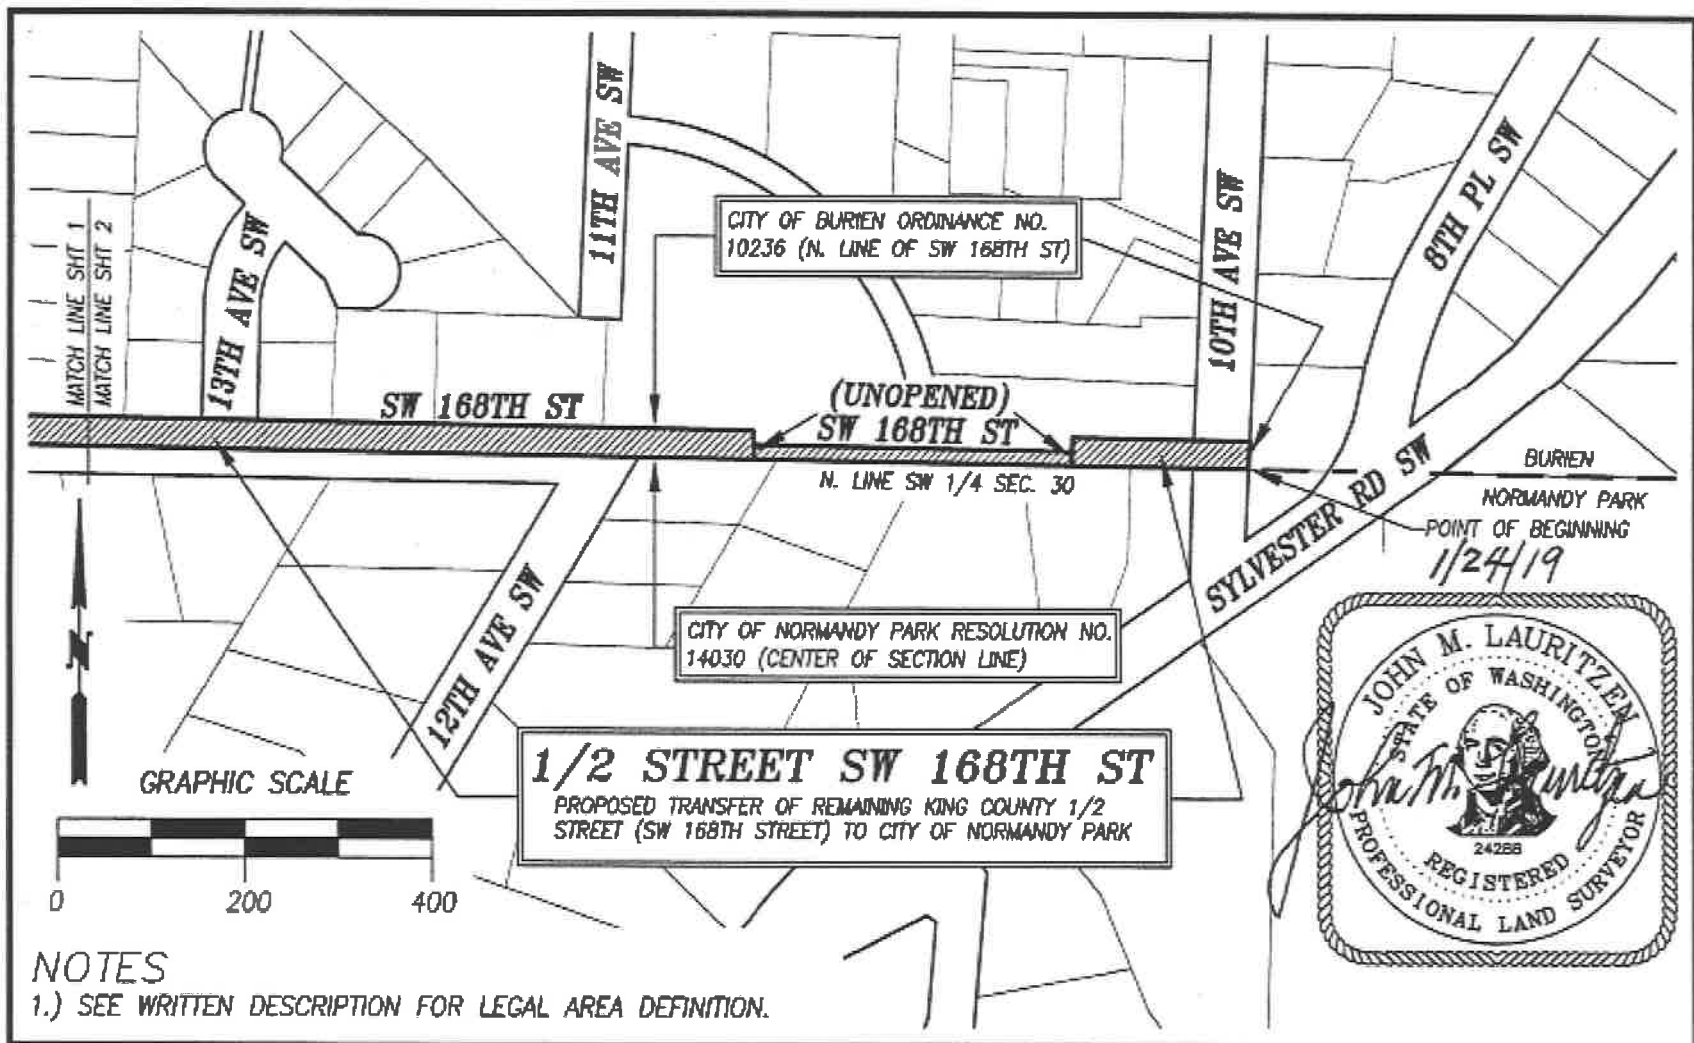 MATCH LINE SHT 1
MATCH LINE SHT 2
13TH AVE SW
11TH AVE SW
CITY OF BURIEN ORDINANCE NO.
10236 (N. LINE OF SW 168TH ST)
10TH AVE SW
8TH PL SW
SW 168TH ST
(UNOPENED)
SW 168TH ST
N. LINE SW 1/4 SEC. 30
SYLVESTER RD SW
BURIEN
NORMANDY PARK
POINT OF BEGINNING
1/24/19
N
12TH AVE SW
CITY OF NORMANDY PARK RESOLUTION NO.
14030 (CENTER OF SECTION LINE)
1/2 STREET SW 168TH ST
PROPOSED TRANSFER OF REMAINING KING COUNTY 1/2
STREET (SW 168TH STREET) TO CITY OF NORMANDY PARK
GRAPHIC SCALE
0 200 400
JOHN M. LAURITZEN
STATE OF WASHINGTON
John M. Lauritzen
24288
REGISTERED
PROFESSIONAL LAND SURVEYOR
NOTES
1.) SEE WRITTEN DESCRIPTION FOR LEGAL AREA DEFINITION.